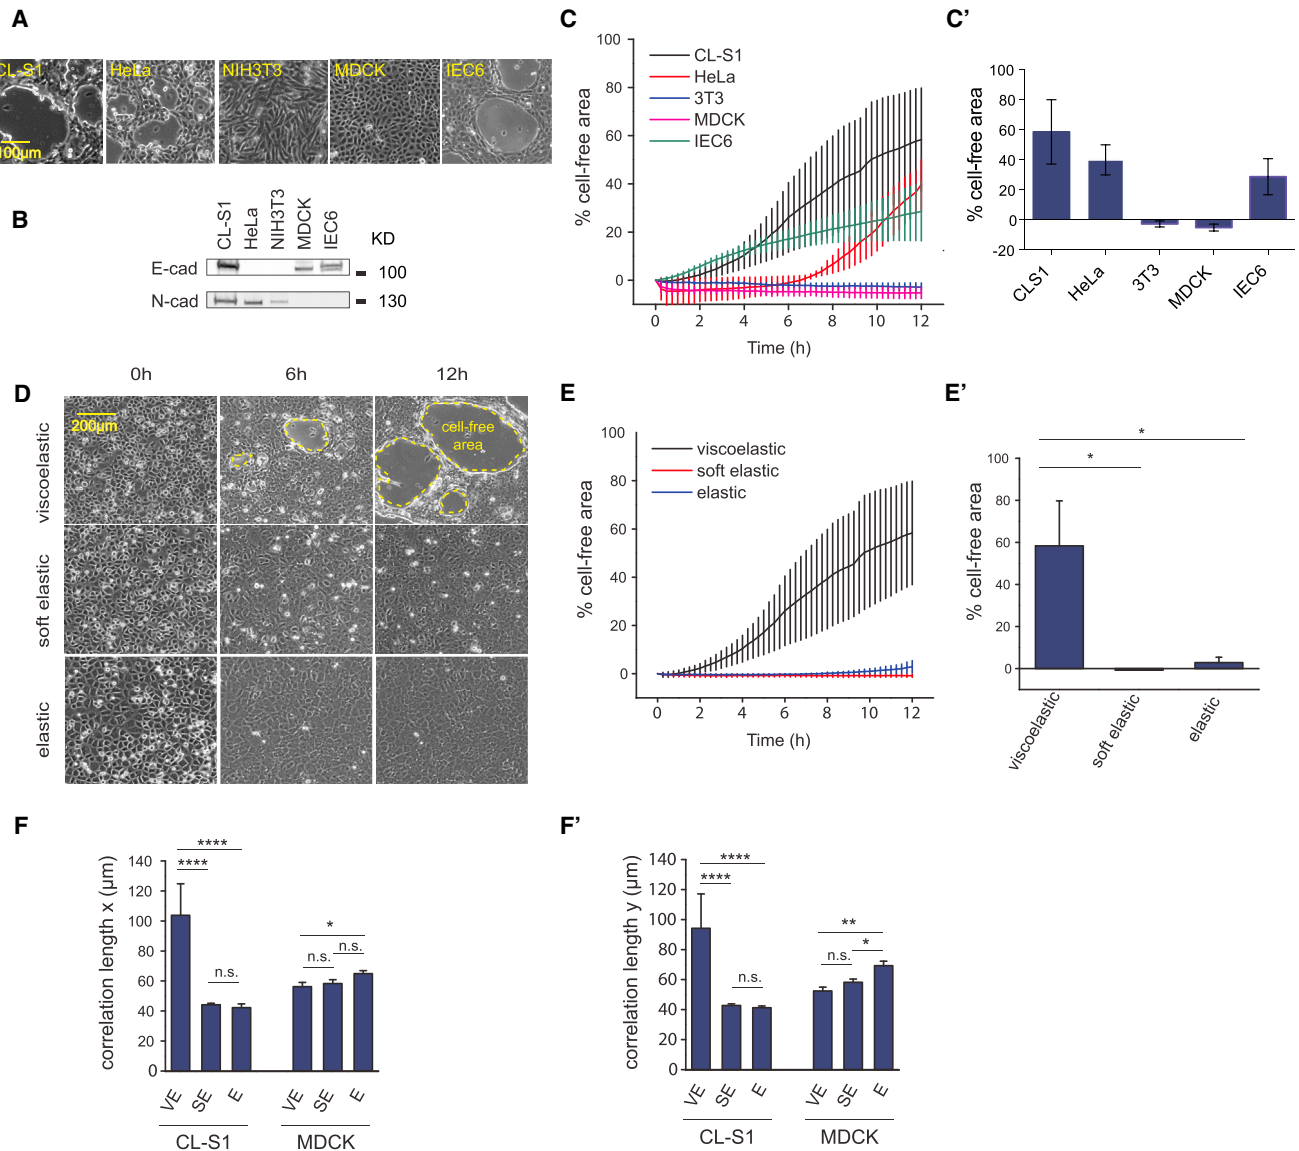 A
CL-S1 HeLa NIH3T3 MDCK IEC6
100µm
B
CL-S1 HeLa NIH3T3 MDCK IEC6
KD
E-cad 100
N-cad 130
C
% cell-free area
100
80
60
40
20
0
CL-S1
HeLa
3T3
MDCK
IEC6
0 2 4 6 8 10 12
Time (h)
C'
% cell-free area
100
80
60
40
20
0
-20
CLS1 HeLa 3T3 MDCK IEC6
D
0h 6h 12h
viscoelastic
200µm
cell-free
area
soft elastic
elastic
E
% cell-free area
100
80
60
40
20
0
viscoelastic
soft elastic
elastic
0 2 4 6 8 10 12
Time (h)
E'
% cell-free area
100
80
60
40
20
0
*
*
viscoelastic soft elastic elastic
F
correlation length x (µm)
140
120
100
80
60
40
20
0
****
****
n.s.
*
n.s.
n.s.
VE SE E VE SE E
CL-S1 MDCK
F'
correlation length y (µm)
140
120
100
80
60
40
20
0
****
****
n.s.
**
*
n.s.
VE SE E VE SE E
CL-S1 MDCK